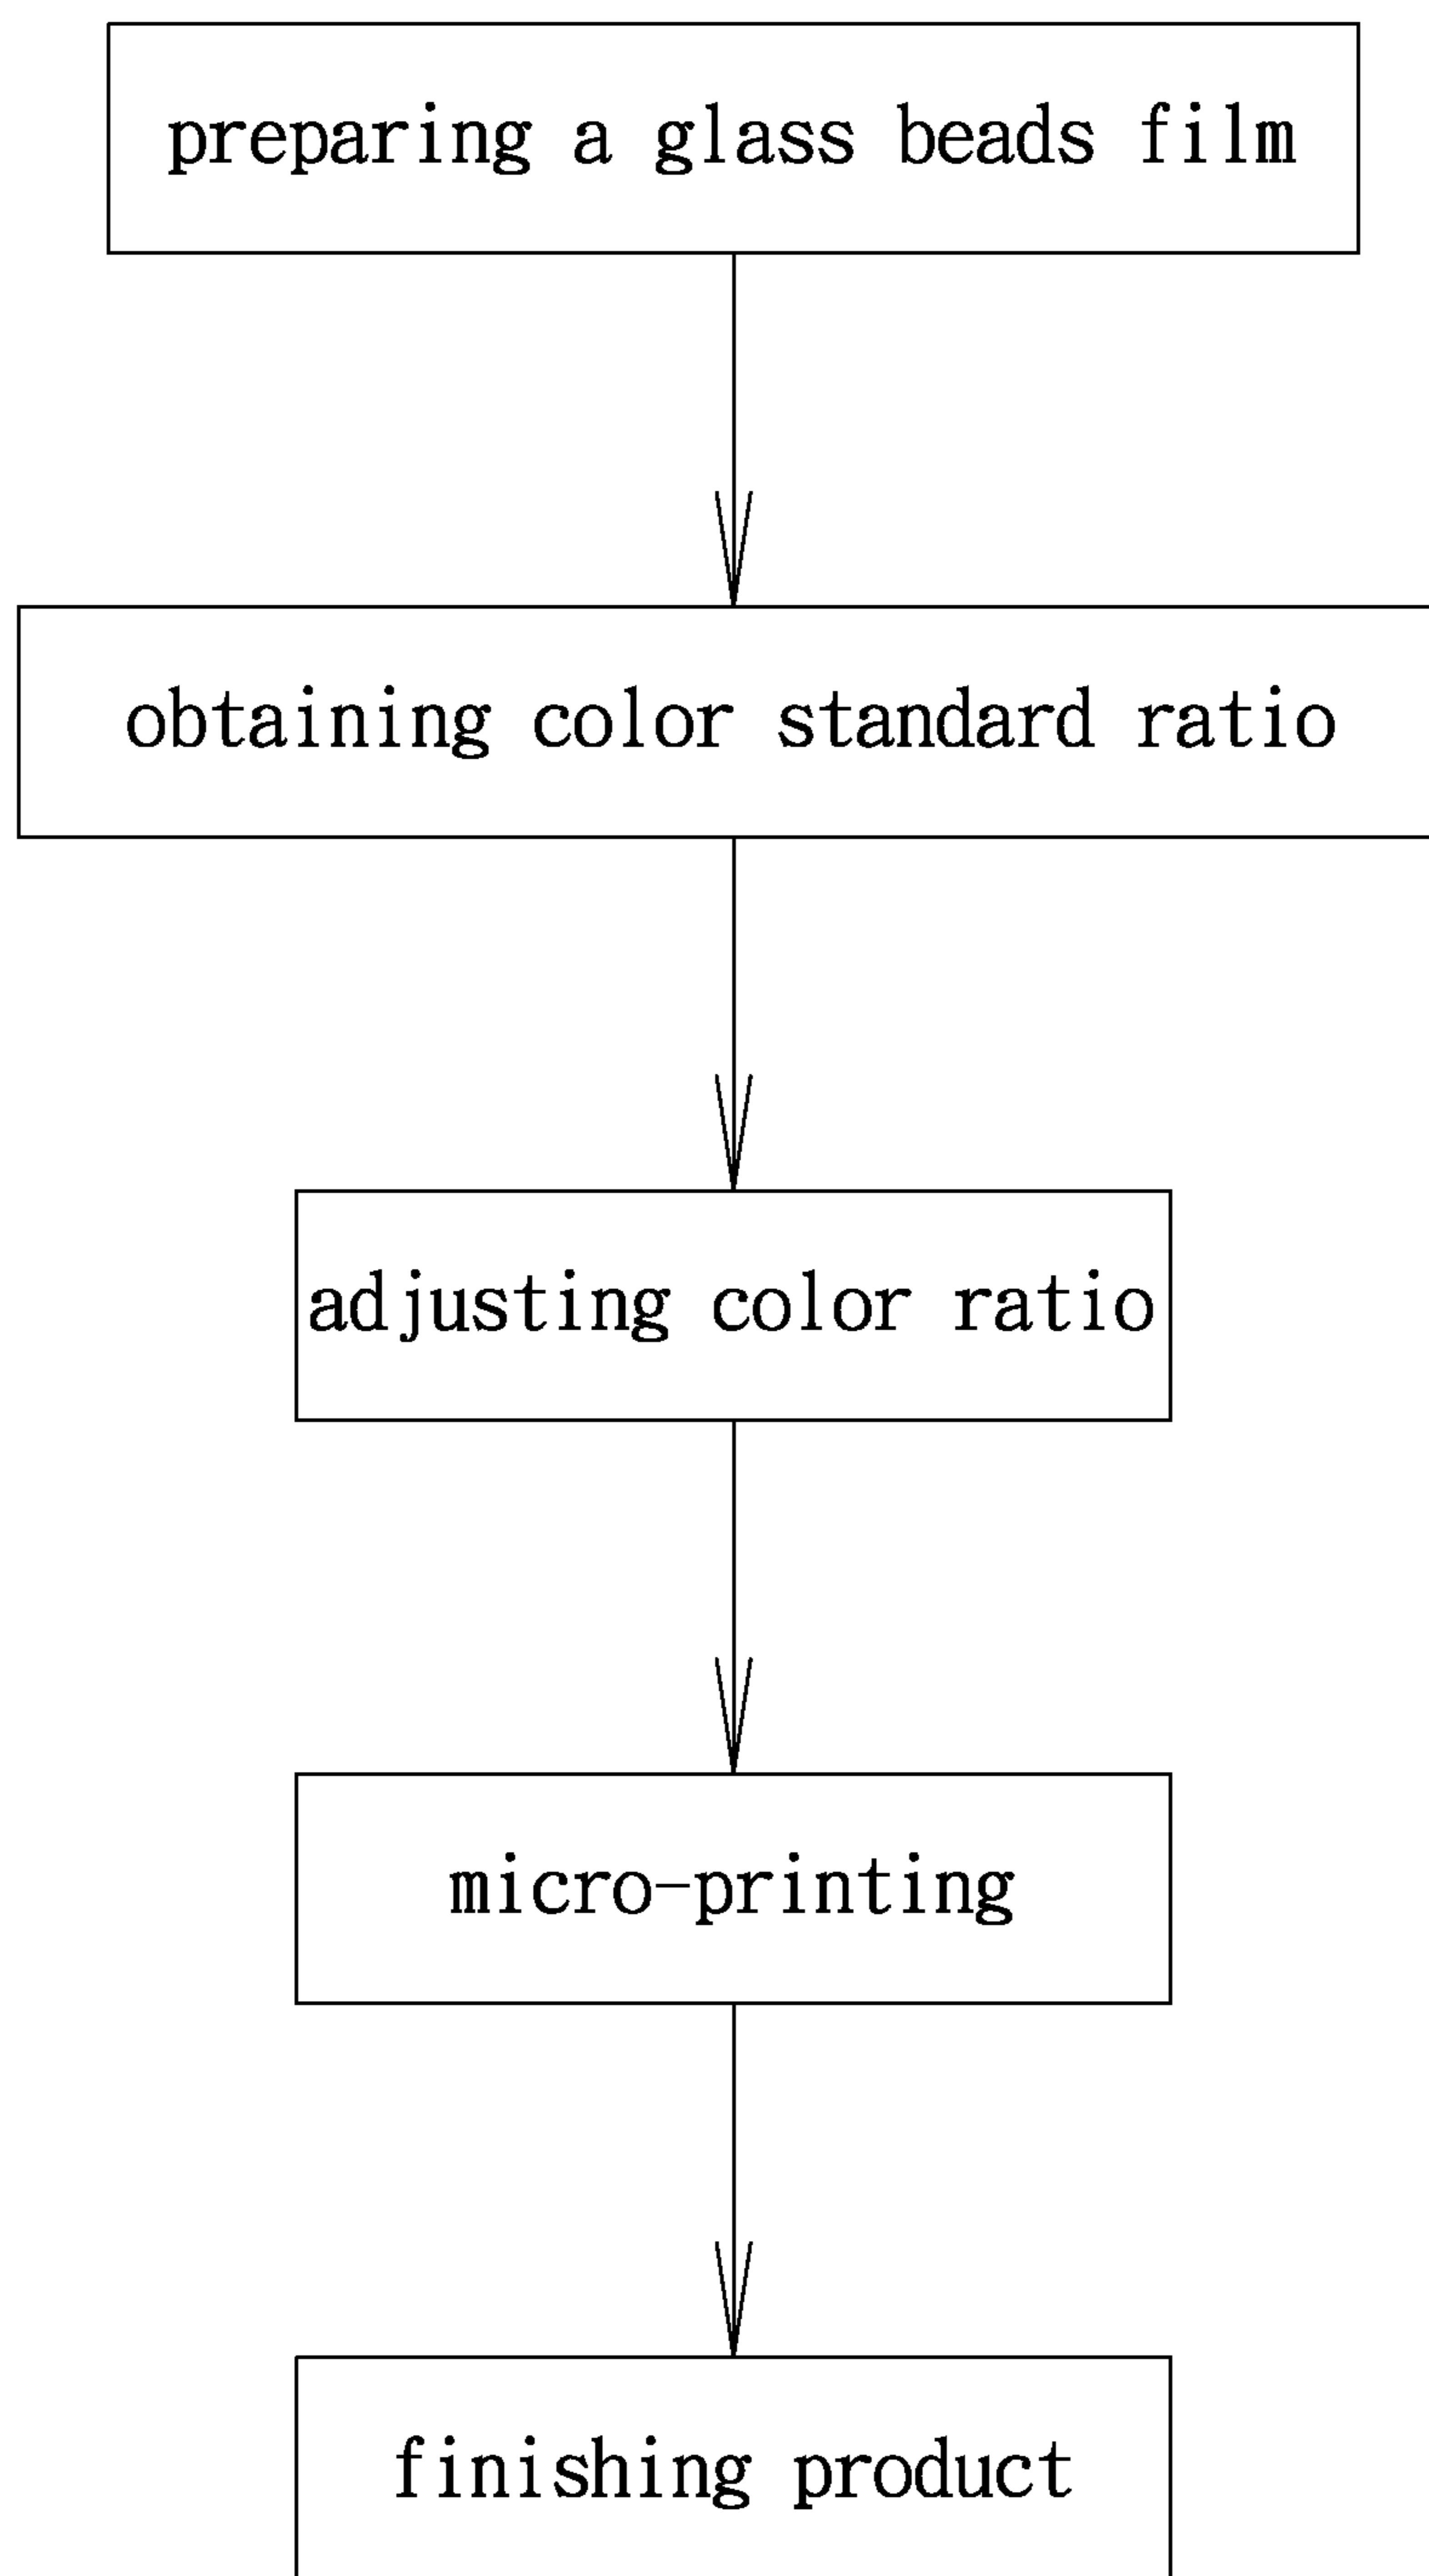 preparing a glass beads film
obtaining color standard ratio
adjusting color ratio
micro-printing
finishing product